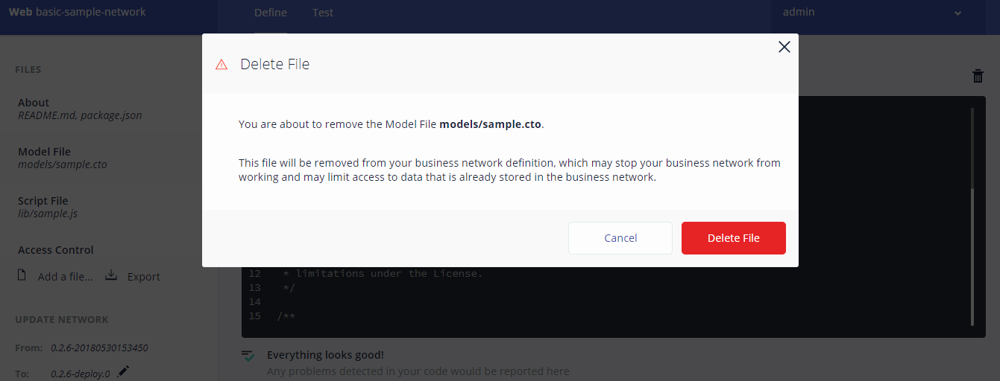 Web basic-sample-network
Define
Test
admin
FILES
About
README.md, package.json
Model File
models/sample.cto
Script File
lib/sample.js
Access Control
Add a file...
Export
UPDATE NETWORK
From: 0.2.6-20180530153450
To: 0.2.6-deploy.0
Delete File
You are about to remove the Model File models/sample.cto.
This file will be removed from your business network definition, which may stop your business network from
working and may limit access to data that is already stored in the business network.
Cancel
Delete File
12 * limitations under the License.
13 */
14
15 /**
Everything looks good!
Any problems detected in your code would be reported here